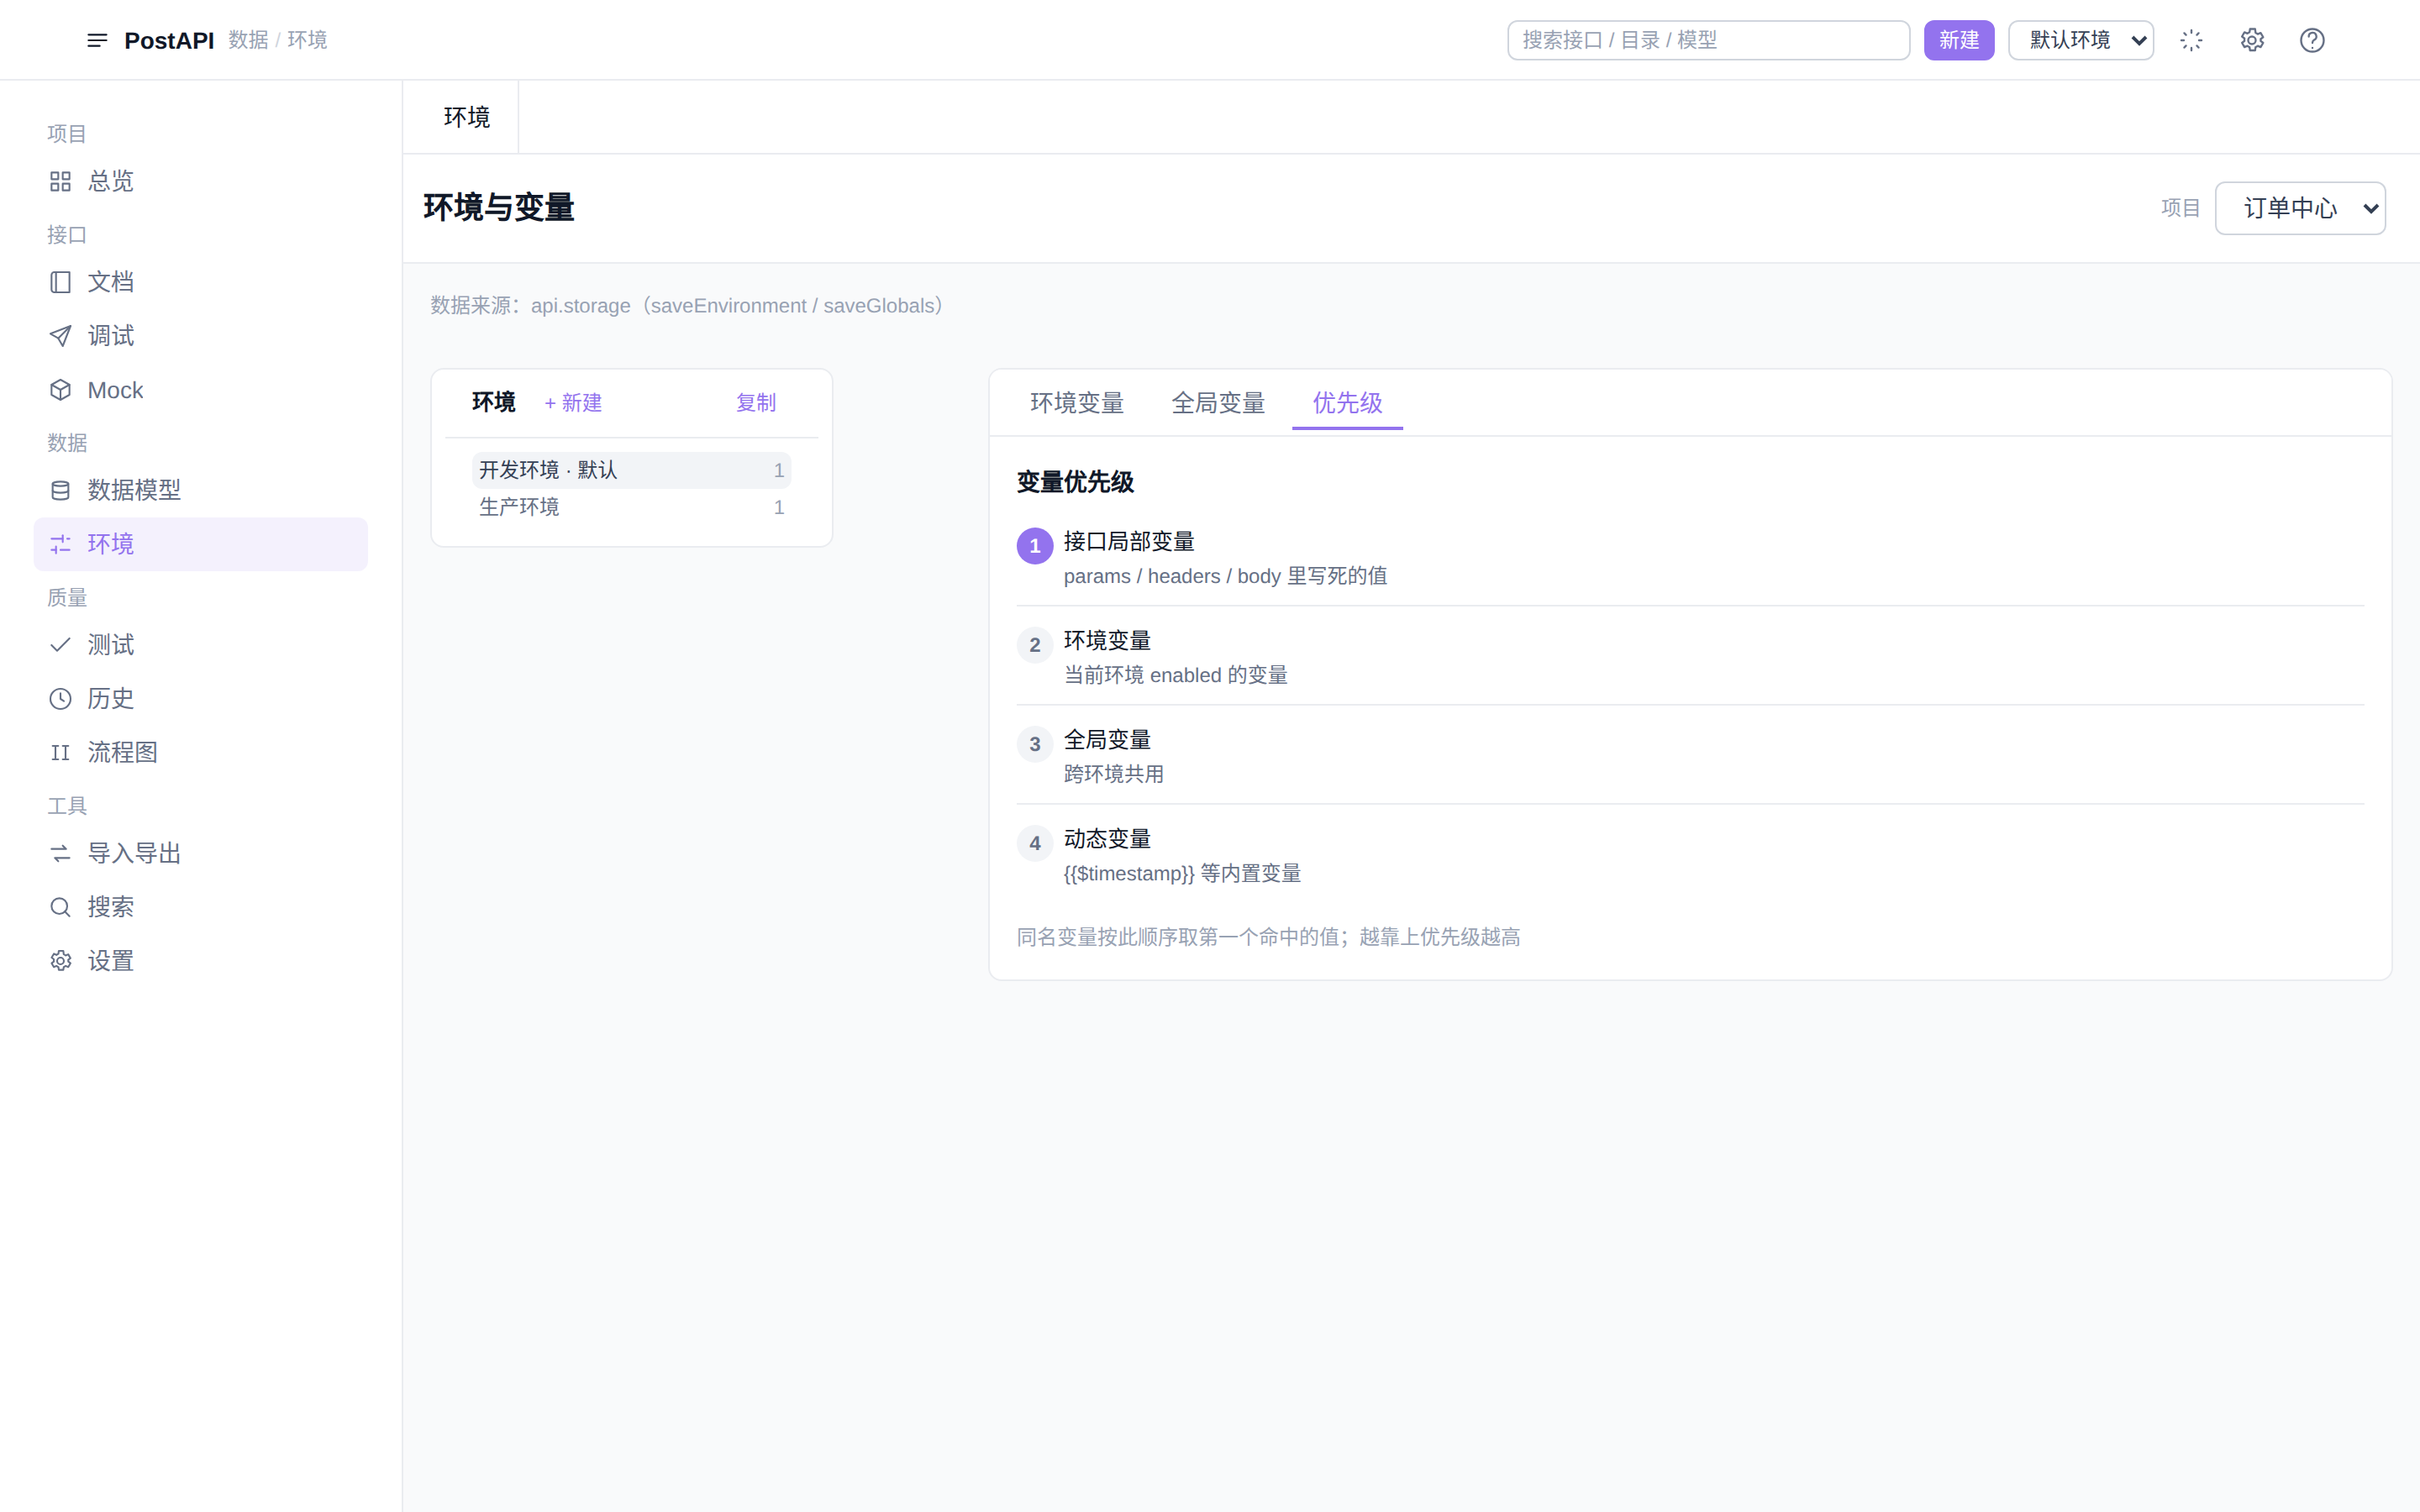 PostAPI 数据 / 环境
搜索接口 / 目录 / 模型
新建
默认环境
项目
总览
接口
文档
调试
Mock
数据
数据模型
环境
质量
测试
历史
流程图
工具
导入导出
搜索
设置
环境
环境与变量
项目
订单中心
数据来源：api.storage（saveEnvironment / saveGlobals）
环境 + 新建 复制
开发环境 · 默认 1
生产环境 1
环境变量 全局变量 优先级
变量优先级
1 接口局部变量
params / headers / body 里写死的值
2 环境变量
当前环境 enabled 的变量
3 全局变量
跨环境共用
4 动态变量
{{$timestamp}} 等内置变量
同名变量按此顺序取第一个命中的值；越靠上优先级越高